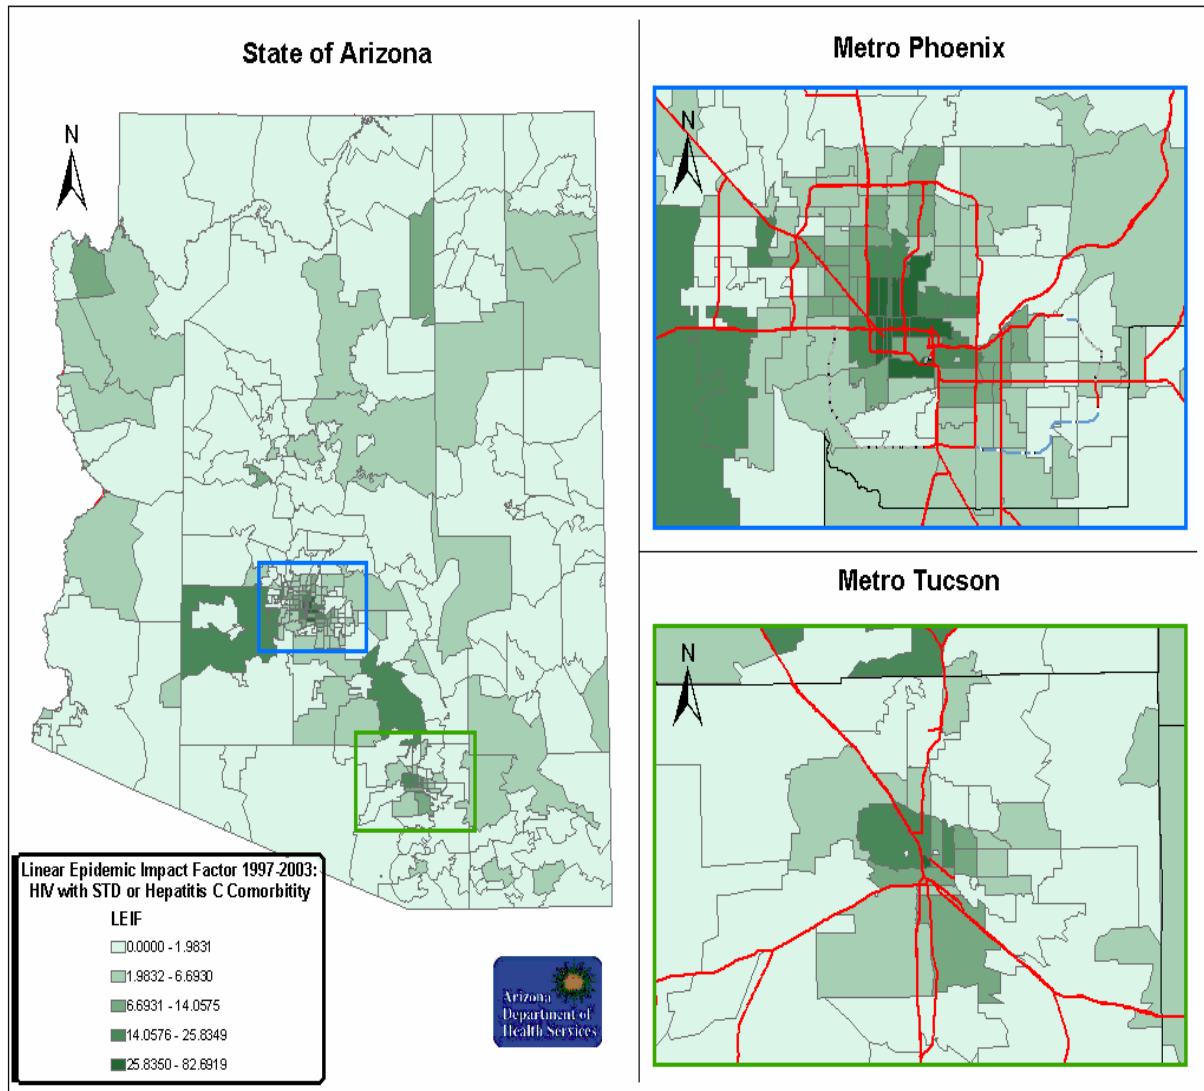 State of Arizona
N
Linear Epidemic Impact Factor 1997-2003:
HIV with STD or Hepatitis C Comorbitity
LEIF
0.0000 - 1.9831
1.9832 - 6.6930
6.6931 - 14.0575
14.0576 - 25.8349
25.8350 - 82.6919
Arizona
Department of
Health Services
Metro Phoenix
N
Metro Tucson
N